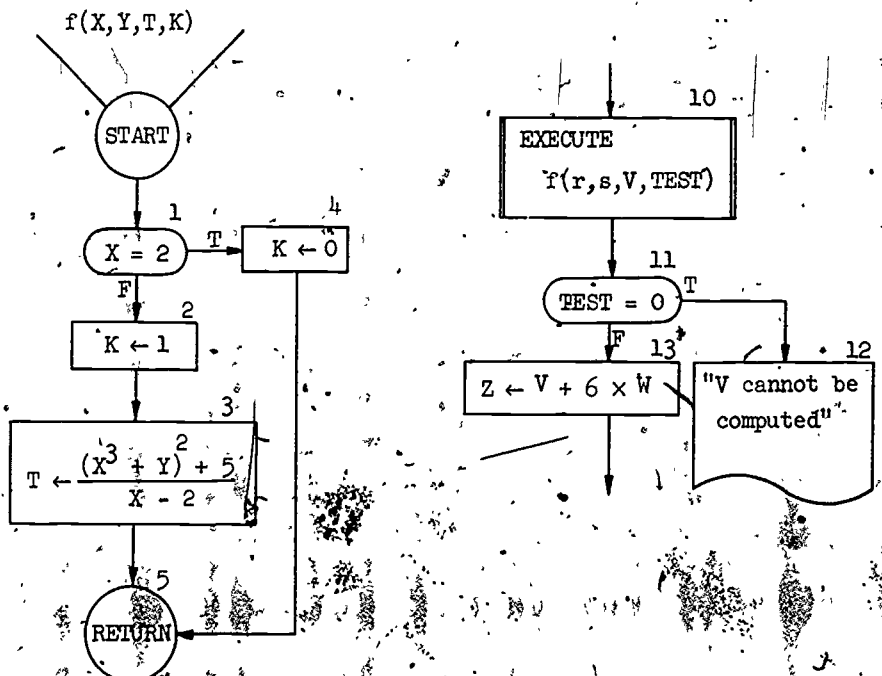 f(X,Y,T,K)
START
1
X = 2
T
F
4
K ← 0
2
K ← 1
3
T ← (X³ + Y)² + 5
X - 2
5
RETURN
10
EXECUTE
f(r,s,V,TEST)
11
TEST = 0
T
F
13
Z ← V + 6 × W
12
"V cannot be
computed"